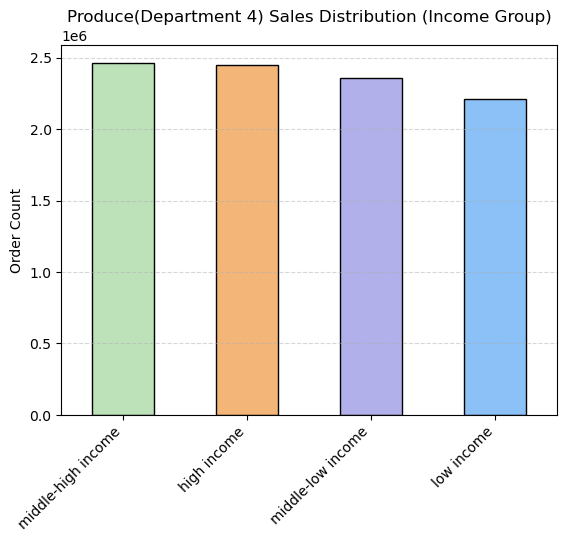 Produce(Department 4) Sales Distribution (Income Group)
1e6
2.5
2.0
1.5
1.0
0.5
0.0
Order Count
middle-high income
high income
middle-low income
low income